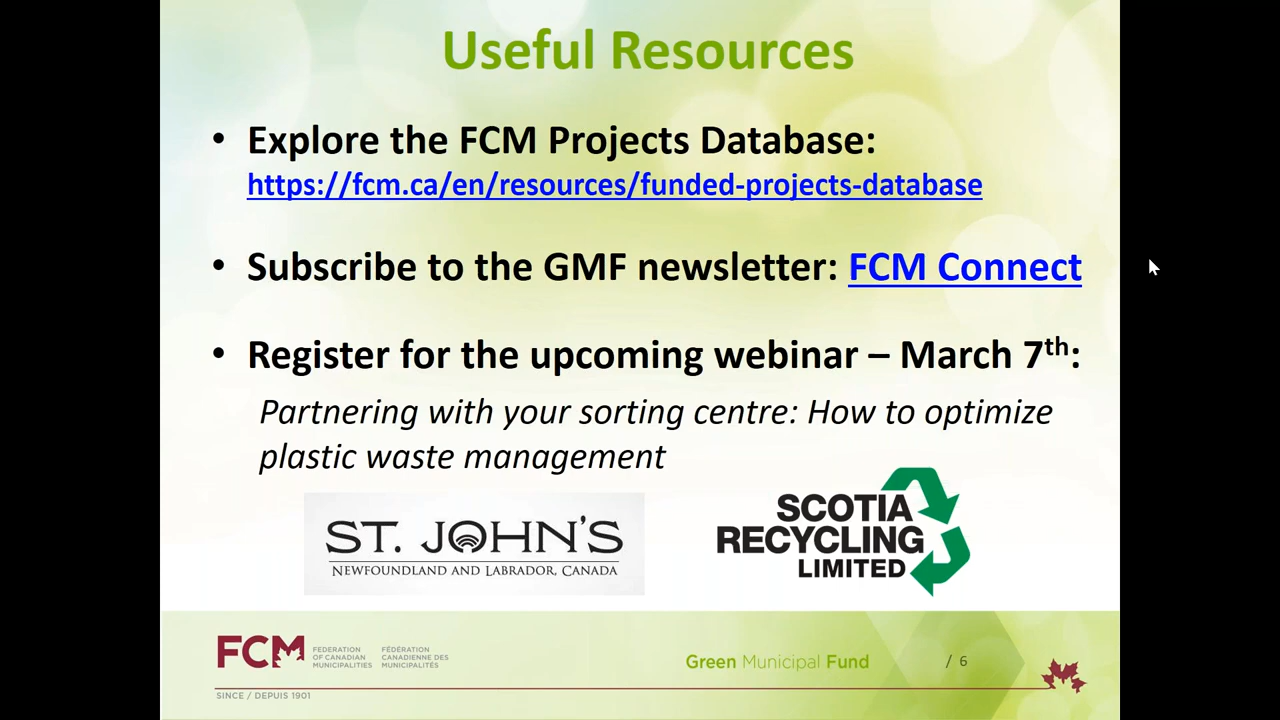 Useful Resources
• Explore the FCM Projects Database:
https://fcm.ca/en/resources/funded-projects-database
• Subscribe to the GMF newsletter: FCM Connect
• Register for the upcoming webinar – March 7th:
Partnering with your sorting centre: How to optimize
plastic waste management
ST. JOHN'S
NEWFOUNDLAND AND LABRADOR, CANADA
SCOTIA
RECYCLING
LIMITED
FCM
FEDERATION
OF CANADIAN
MUNICIPALITIES
FÉDÉRATION
CANADIENNE DES
MUNICIPALITÉS
Green Municipal Fund
/ 6
SINCE / DEPUIS 1901